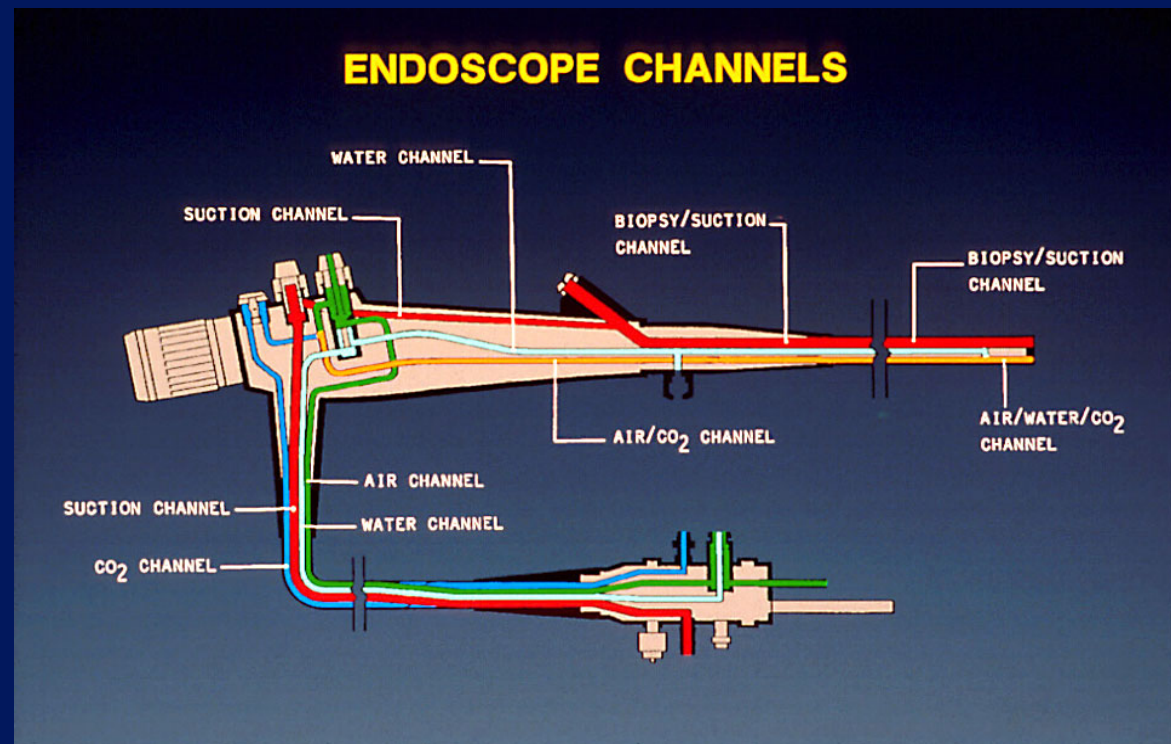 ENDOSCOPE CHANNELS
WATER CHANNEL
SUCTION CHANNEL
BIOPSY/SUCTION
CHANNEL
BIOPSY/SUCTION
CHANNEL
AIR/WATER/CO2
CHANNEL
AIR/CO2 CHANNEL
AIR CHANNEL
SUCTION CHANNEL
WATER CHANNEL
CO2 CHANNEL